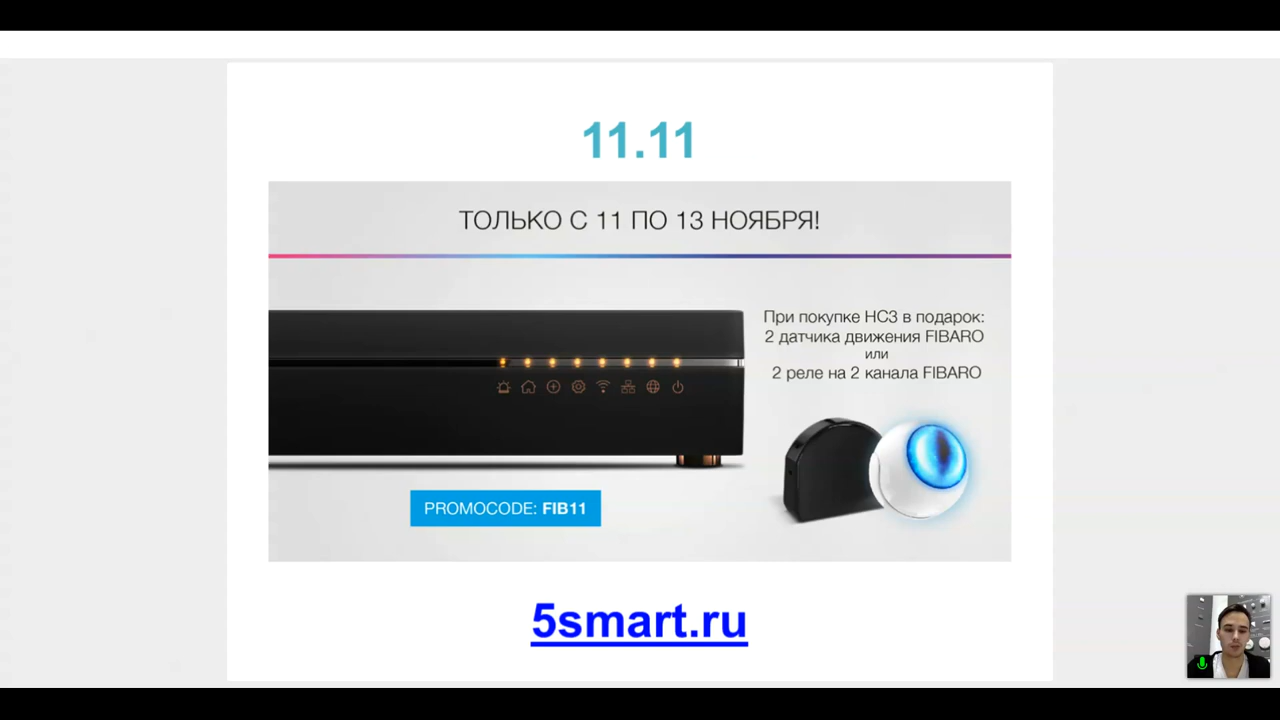 11.11
ТОЛЬКО С 11 ПО 13 НОЯБРЯ!
При покупке HC3 в подарок:
2 датчика движения FIBARO
или
2 реле на 2 канала FIBARO
PROMOCODE: FIB11
5smart.ru